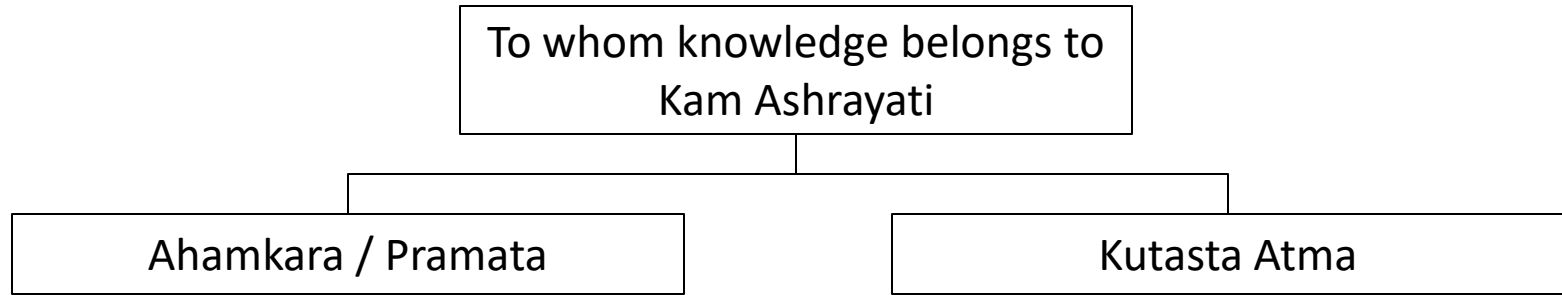 To whom knowledge belongs to
Kam Ashrayati
Ahamkara / Pramata
Kutasta Atma